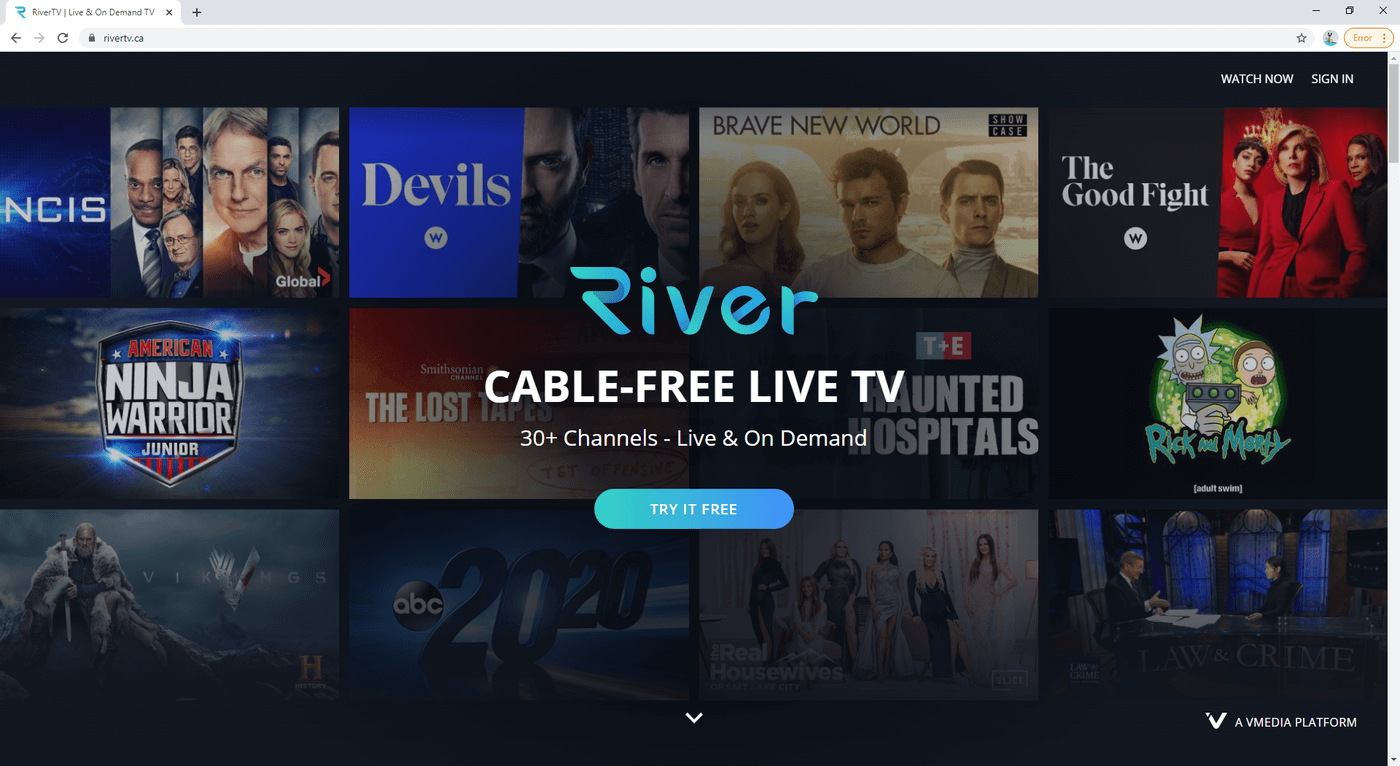 RiverTV | Live & On Demand TV
rivertv.ca
Error
WATCH NOW
SIGN IN
NCIS
Global
Devils
W
BRAVE NEW WORLD
SHOW
CASE
The
Good Fight
W
River
CABLE-FREE LIVE TV
30+ Channels - Live & On Demand
TRY IT FREE
AMERICAN
NINJA
WARRIOR
JUNIOR
Smithsonian
CHANNEL
THE LOST TAPES
TET OFFENSIVE
T+E
HAUNTED
HOSPITALS
Rick and Morty
[adult swim]
VIKINGS
H
HISTORY
abc
2020
the Real
Housewives
OF SALT LAKE CITY
SLICE
LAW & CRIME
LAW &
CRIME
A VMEDIA PLATFORM